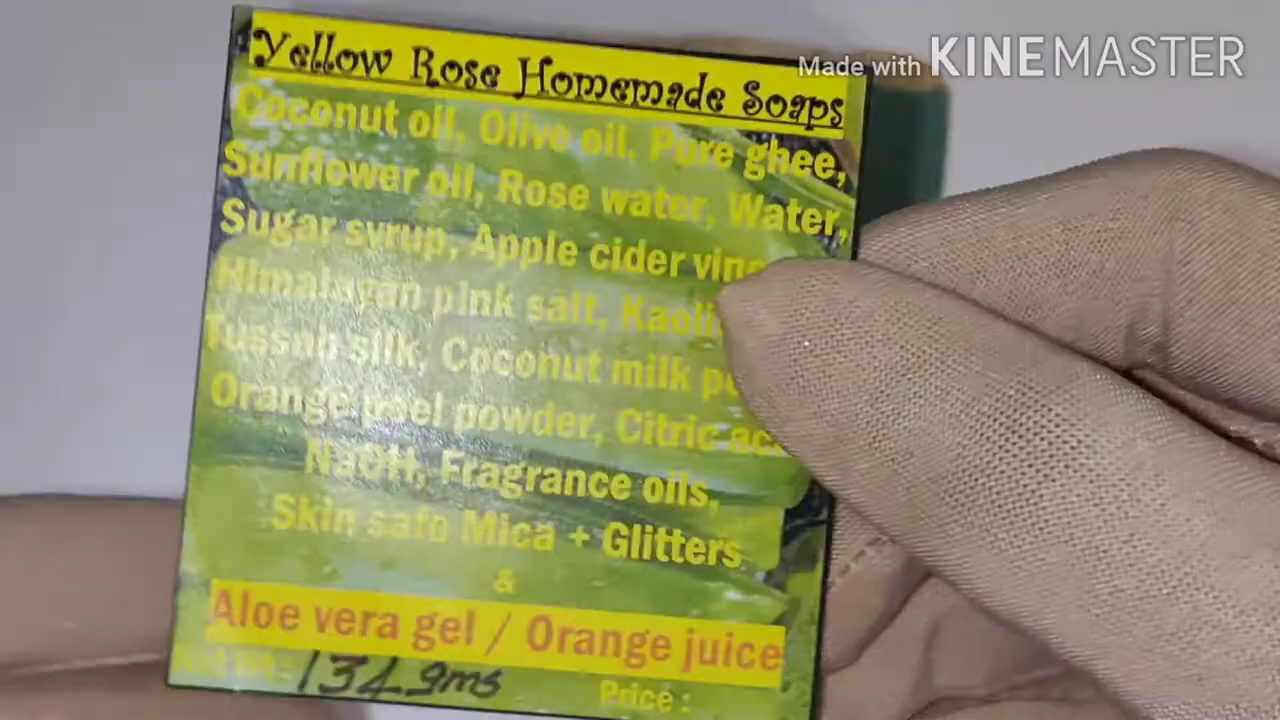 Made with KINEMASTER
Yellow Rose Homemade Soaps
Coconut oil, Olive oil, Pure ghee,
Sunflower oil, Rose water, Water,
Sugar syrup, Apple cider
Himalayan pink salt,
Tussah silk, Coconut milk
Orange peel powder, Citric
NaOH, Fragrance oils,
Skin safe Mica + Glitters
&
Aloe vera gel / Orange juice
134 gms Price :